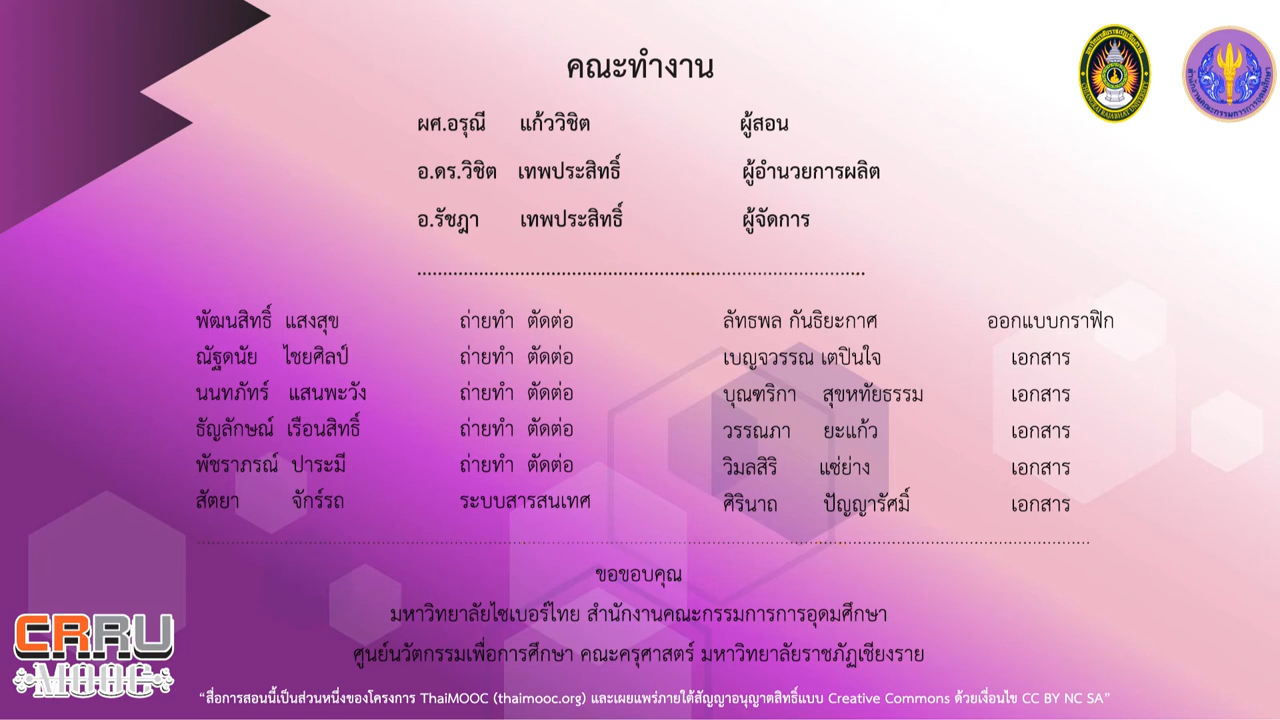 คณะทำงาน
ผศ.อรุณี แก้ววิชิต ผู้สอน
อ.ดร.วิชิต เทพประสิทธิ์ ผู้อำนวยการผลิต
อ.รัชฎา เทพประสิทธิ์ ผู้จัดการ
พัฒนสิทธิ์ แสงสุข ถ่ายทำ ตัดต่อ ลัทธพล กันธิยะกาศ ออกแบบกราฟิก
ณัฐดนัย ไชยศิลป์ ถ่ายทำ ตัดต่อ เบญจวรรณ เตปินใจ เอกสาร
นนทภัทร์ แสนพะวัง ถ่ายทำ ตัดต่อ บุณฑริกา สุขหทัยธรรม เอกสาร
ธัญลักษณ์ เรือนสิทธิ์ ถ่ายทำ ตัดต่อ วรรณภา ยะแก้ว เอกสาร
พัชราภรณ์ ปาระมี ถ่ายทำ ตัดต่อ วิมลสิริ แซ่ย่าง เอกสาร
สัตยา จักร์รถ ระบบสารสนเทศ ศิรินาถ ปัญญารัศมิ์ เอกสาร
ขอขอบคุณ
มหาวิทยาลัยไซเบอร์ไทย สำนักงานคณะกรรมการการอุดมศึกษา
ศูนย์นวัตกรรมเพื่อการศึกษา คณะครุศาสตร์ มหาวิทยาลัยราชภัฏเชียงราย
CRRU
MOOC
“สื่อการสอนนี้เป็นส่วนหนึ่งของโครงการ ThaiMOOC (thaimooc.org) และเผยแพร่ภายใต้สัญญาอนุญาตสิทธิ์แบบ Creative Commons ด้วยเงื่อนไข CC BY NC SA”